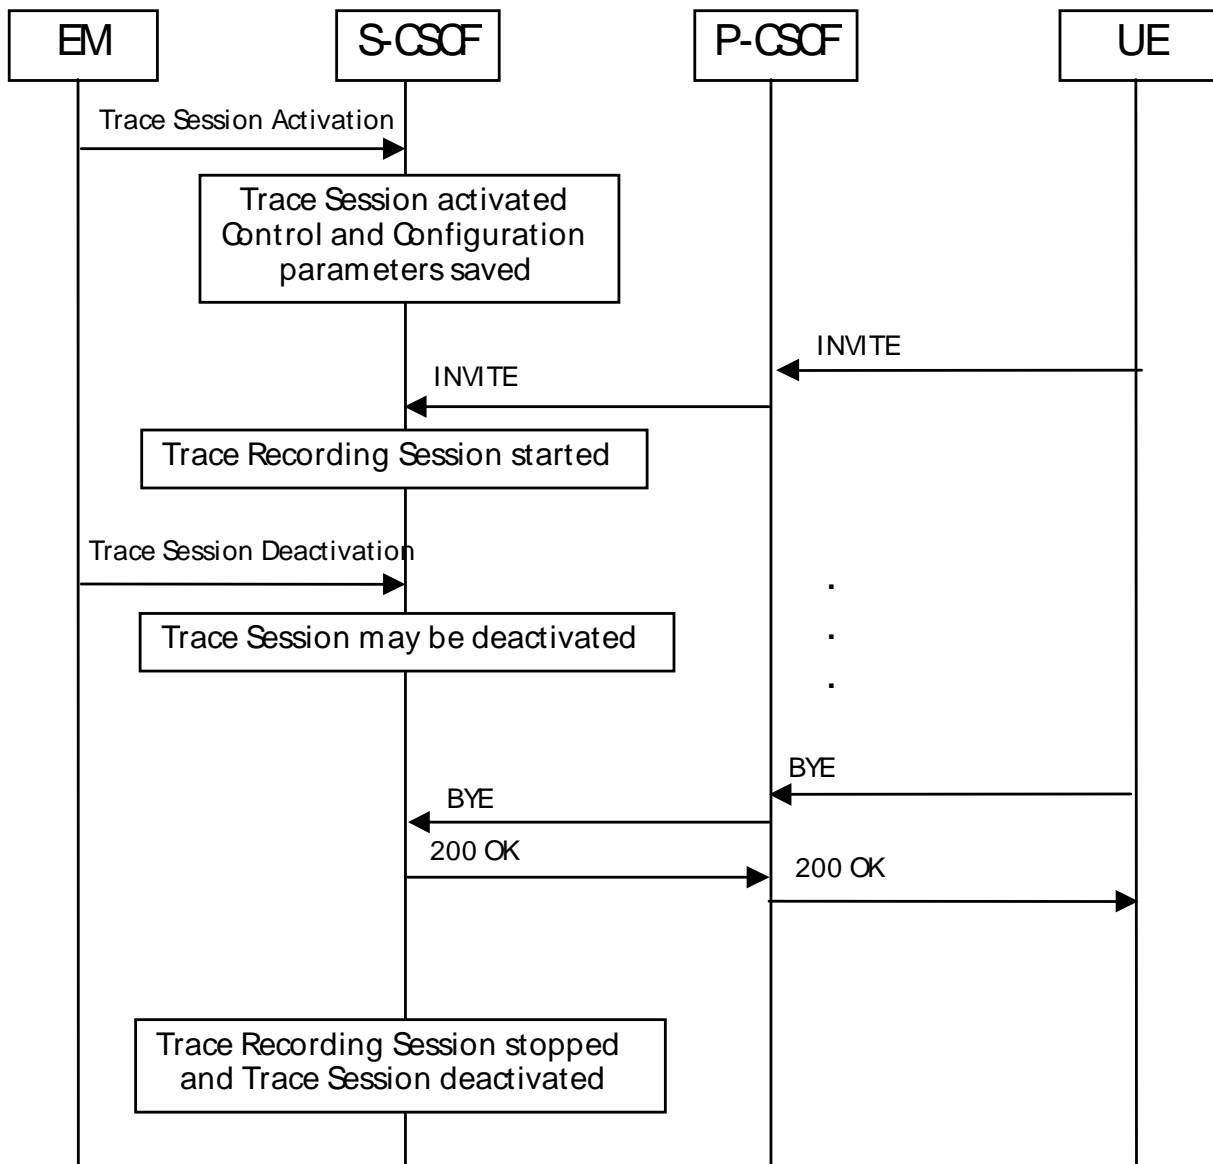 EM
S-CSCF
P-CSCF
UE
Trace Session Activation
Trace Session activated
Control and Configuration
parameters saved
INVITE
INVITE
Trace Recording Session started
Trace Session Deactivation
.
Trace Session may be deactivated
.
.
BYE
BYE
200 OK
200 OK
Trace Recording Session stopped
and Trace Session deactivated